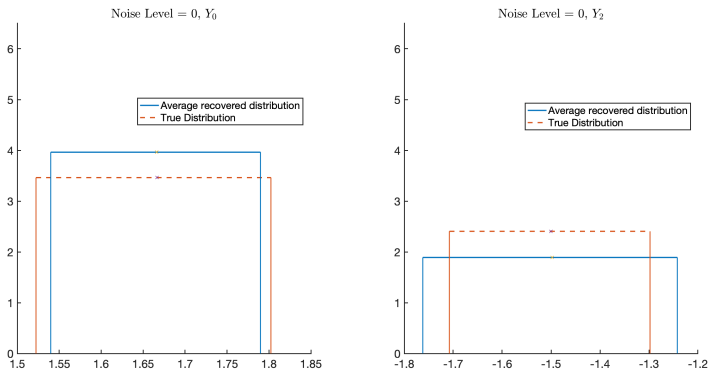 Noise Level = 0, Y₀
6
5
4
3
2
1
0
1.5 1.55 1.6 1.65 1.7 1.75 1.8 1.85
Average recovered distribution
True Distribution
Noise Level = 0, Y₂
6
5
4
3
2
1
0
-1.8 -1.7 -1.6 -1.5 -1.4 -1.3 -1.2
Average recovered distribution
True Distribution